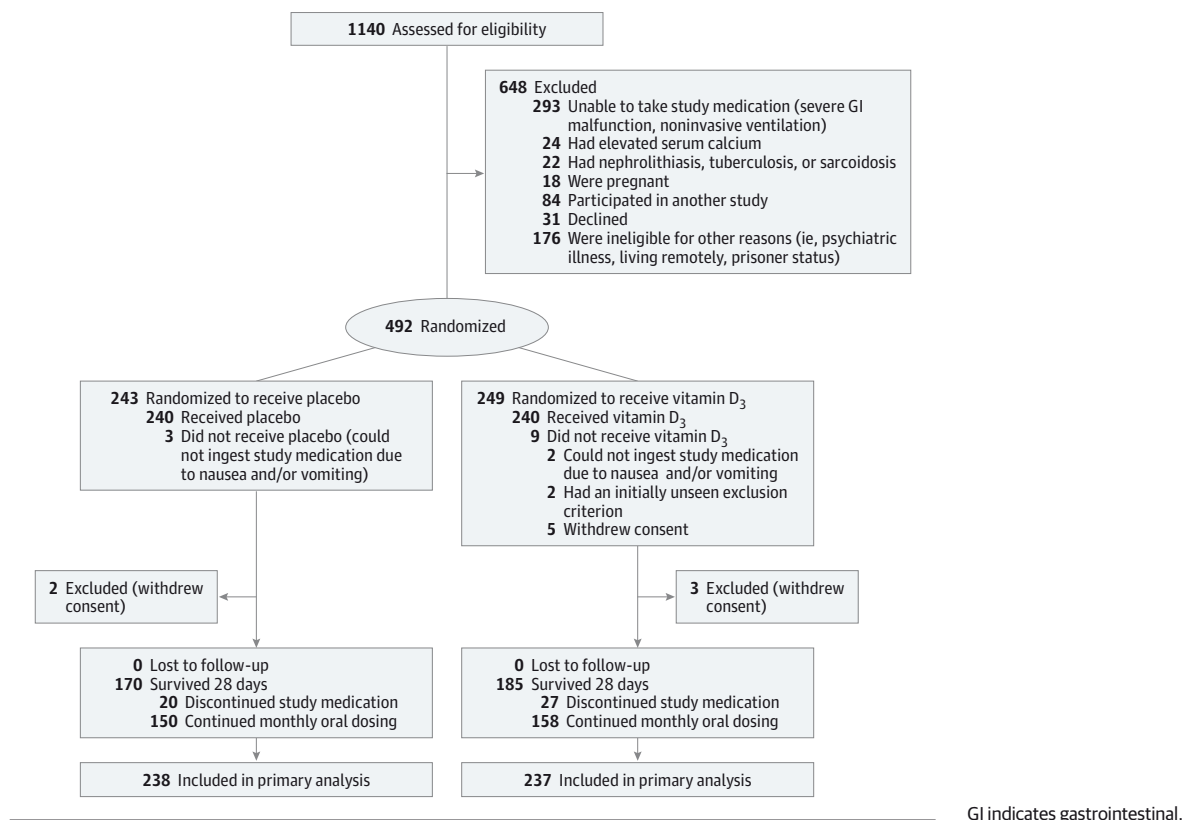 1140 Assessed for eligibility
648 Excluded
293 Unable to take study medication (severe GI
malfunction, noninvasive ventilation)
24 Had elevated serum calcium
22 Had nephrolithiasis, tuberculosis, or sarcoidosis
18 Were pregnant
84 Participated in another study
31 Declined
176 Were ineligible for other reasons (ie, psychiatric
illness, living remotely, prisoner status)
492 Randomized
243 Randomized to receive placebo
240 Received placebo
3 Did not receive placebo (could
not ingest study medication due
to nausea and/or vomiting)
249 Randomized to receive vitamin D3
240 Received vitamin D3
9 Did not receive vitamin D3
2 Could not ingest study medication
due to nausea and/or vomiting
2 Had an initially unseen exclusion
criterion
5 Withdrew consent
2 Excluded (withdrew
consent)
3 Excluded (withdrew
consent)
0 Lost to follow-up
170 Survived 28 days
20 Discontinued study medication
150 Continued monthly oral dosing
0 Lost to follow-up
185 Survived 28 days
27 Discontinued study medication
158 Continued monthly oral dosing
238 Included in primary analysis
237 Included in primary analysis
GI indicates gastrointestinal.